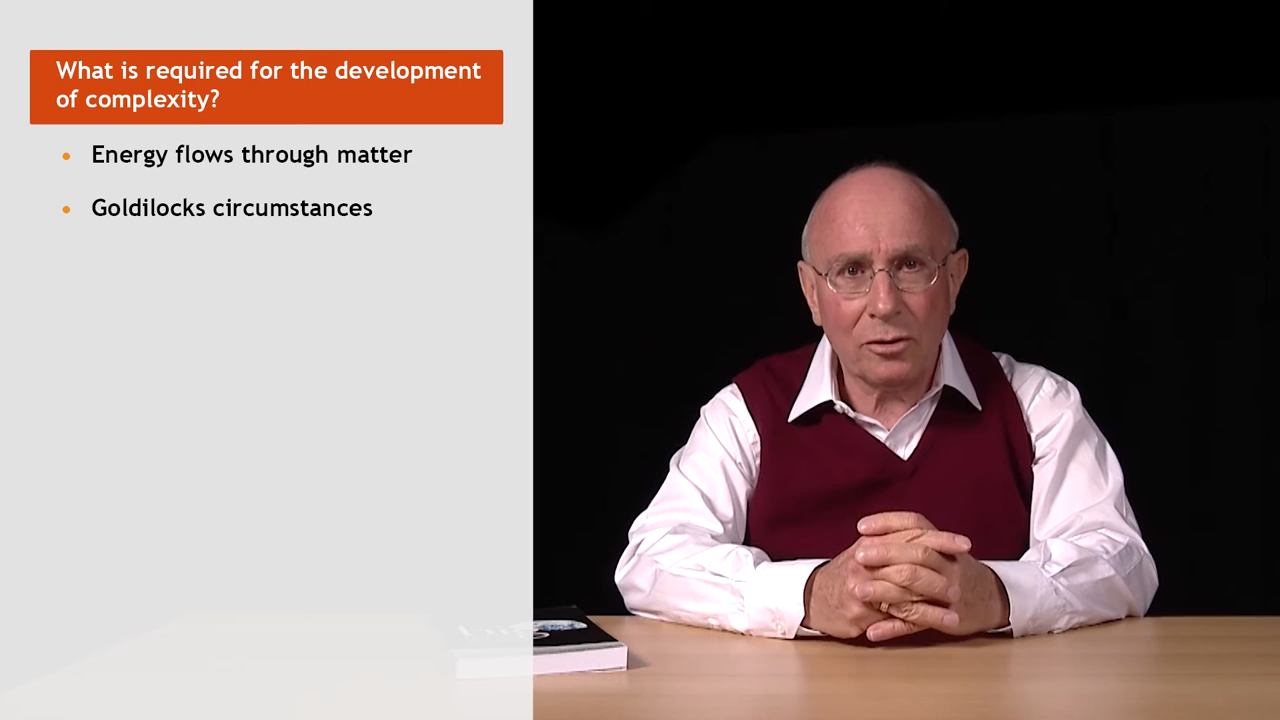 What is required for the development
of complexity?
• Energy flows through matter
• Goldilocks circumstances